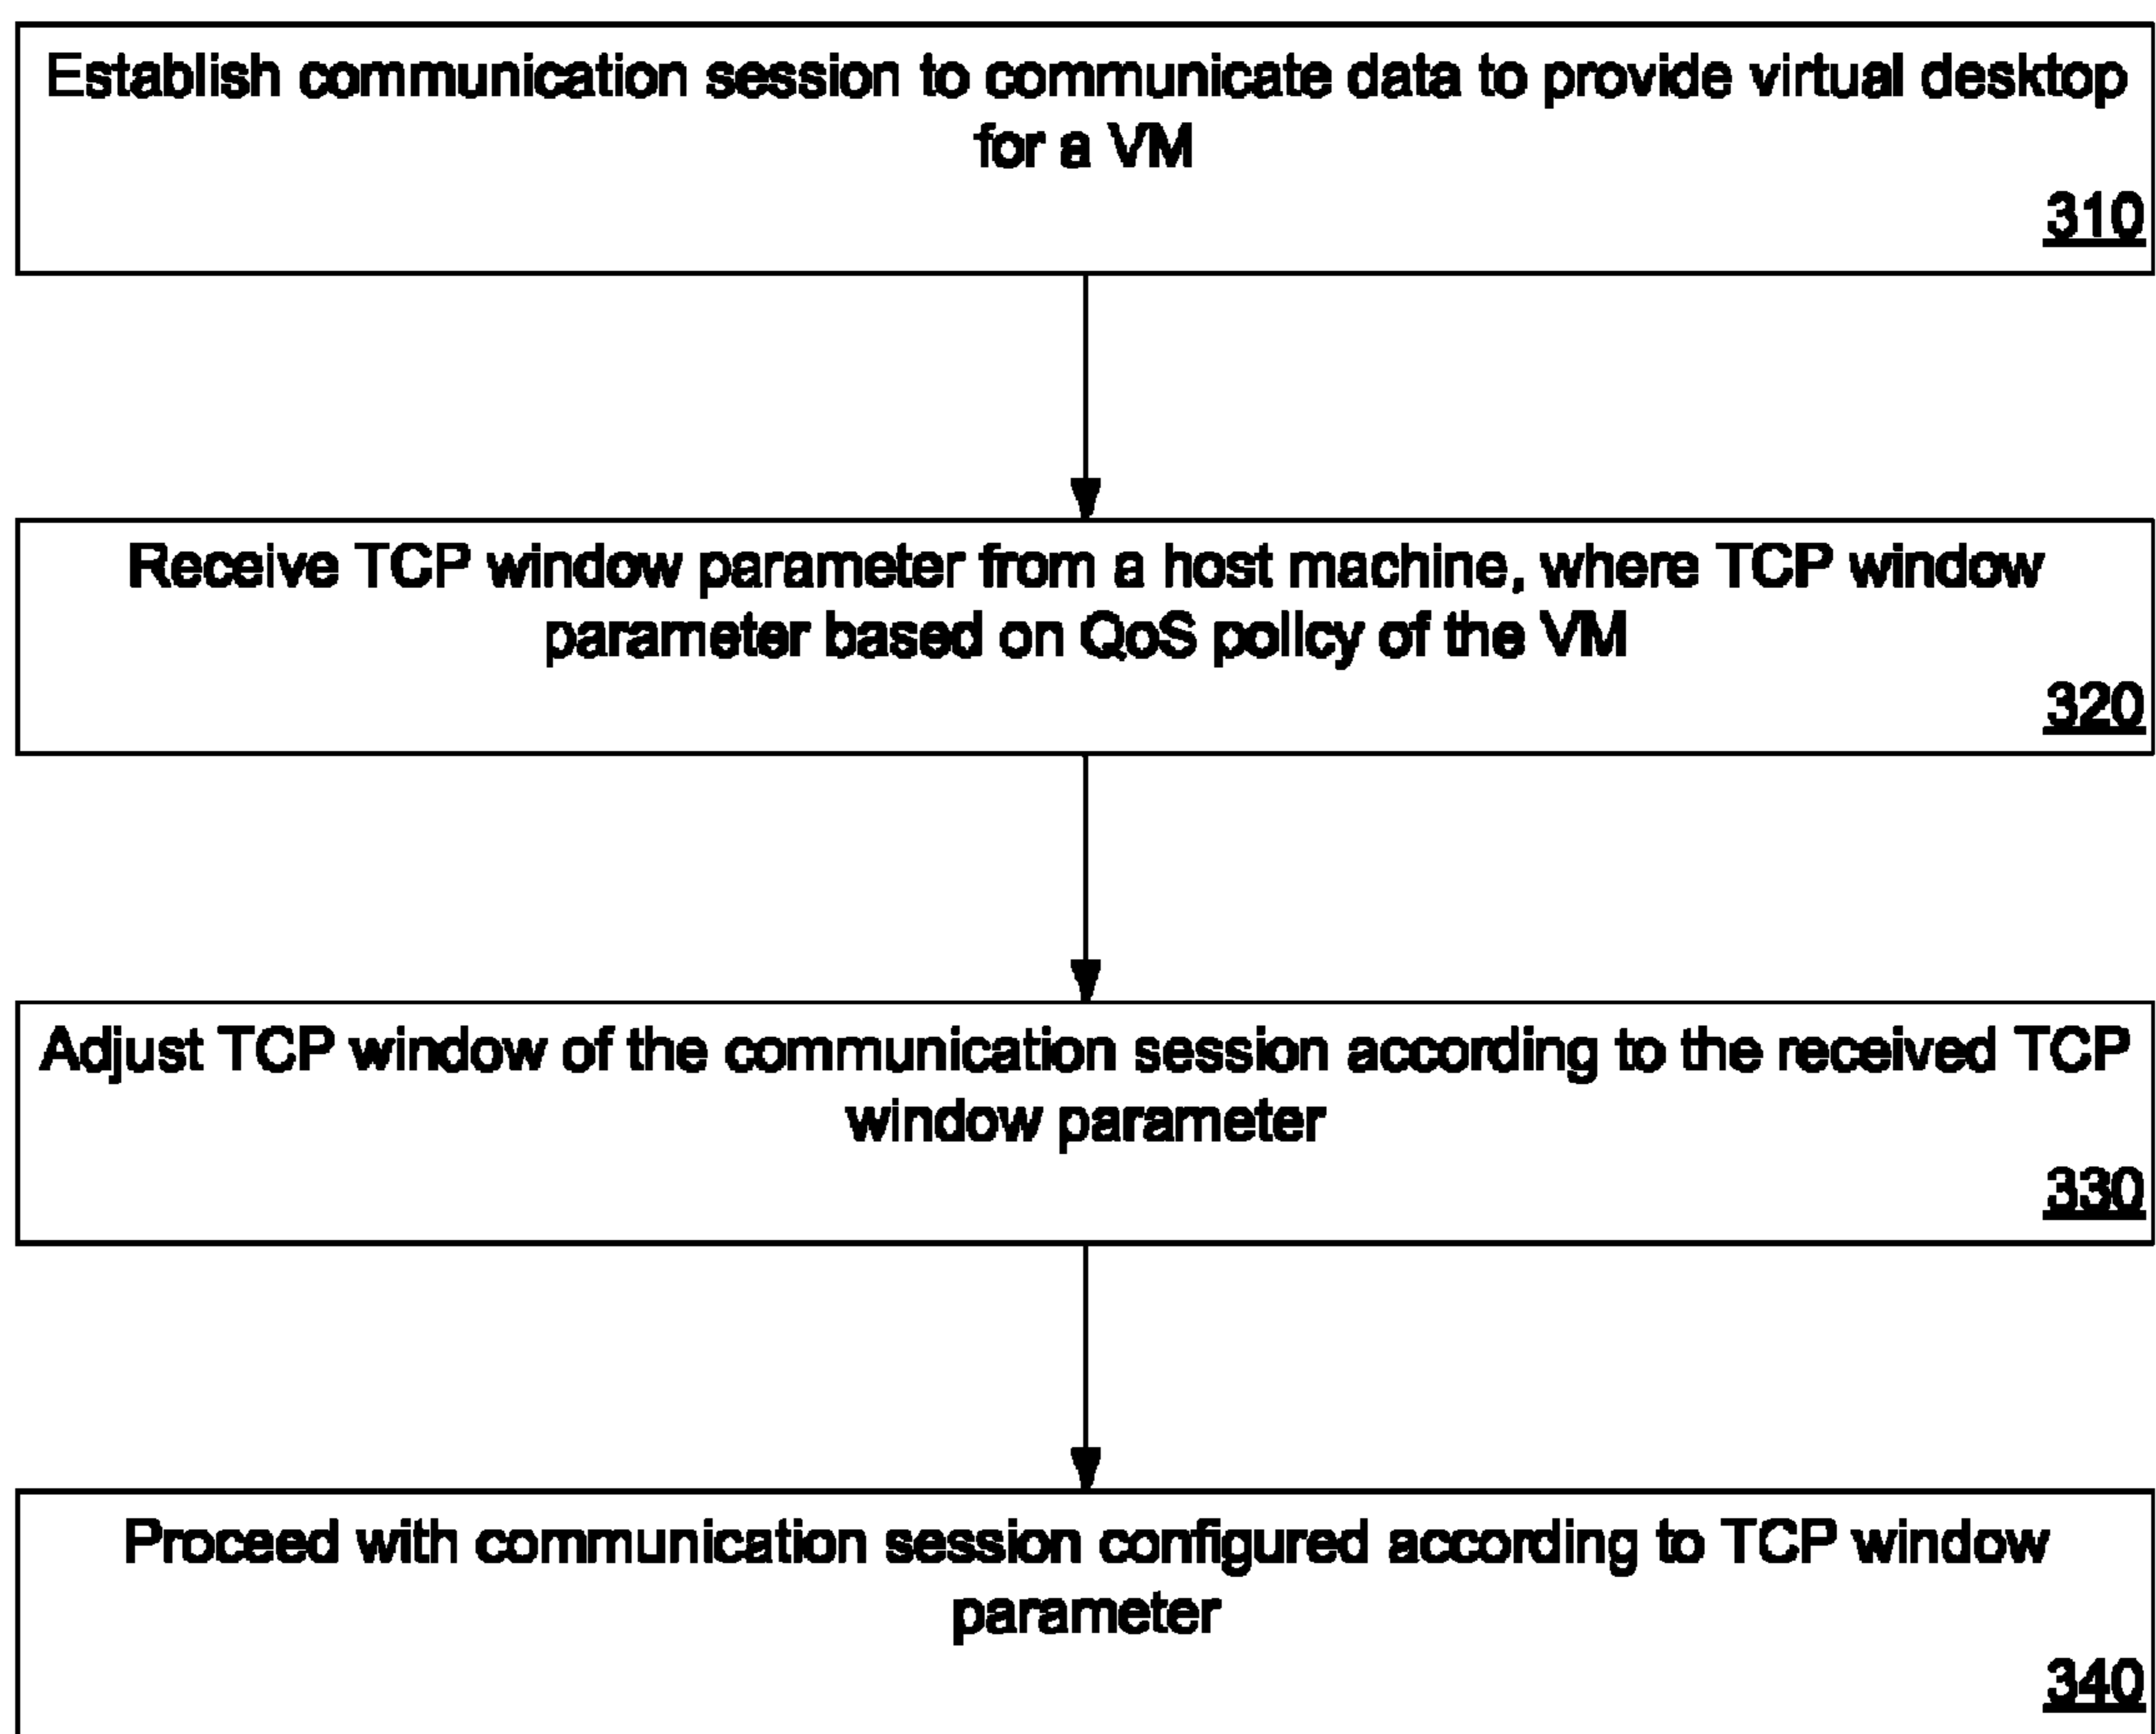 Establish communication session to communicate data to provide virtual desktop
for a VM
310
Receive TCP window parameter from a host machine, where TCP window
parameter based on QoS policy of the VM
320
Adjust TCP window of the communication session according to the received TCP
window parameter
330
Proceed with communication session configured according to TCP window
parameter
340